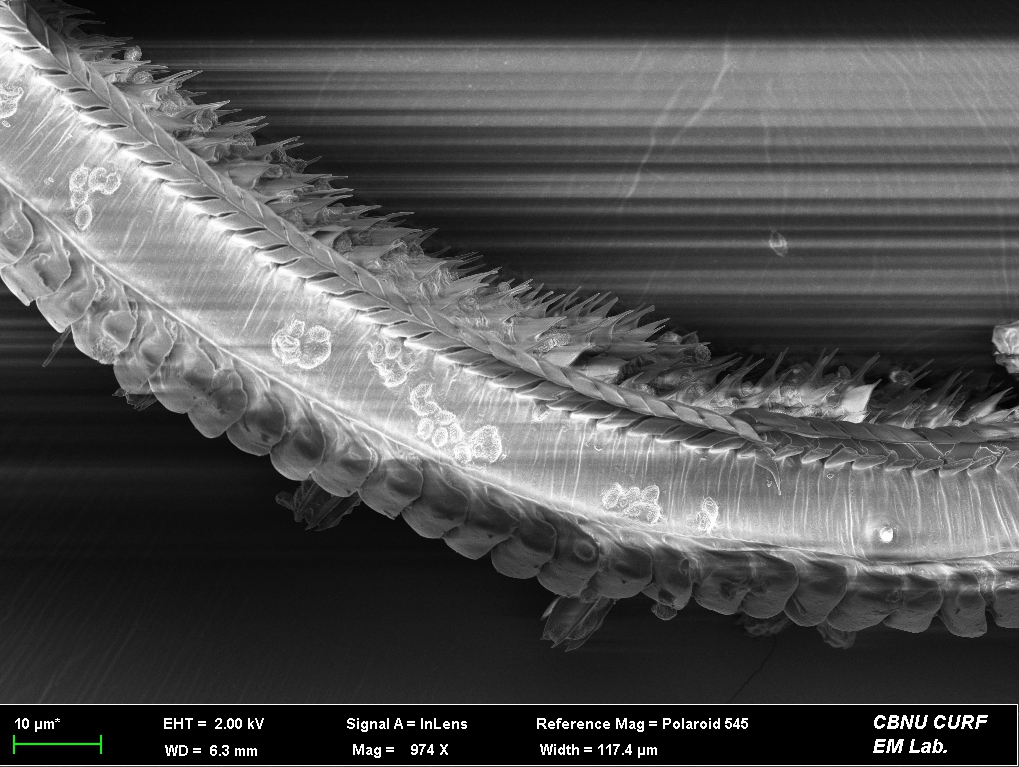 10 µm*
EHT = 2.00 kV
Signal A = InLens
Reference Mag = Polaroid 545
CBNU CURF
WD = 6.3 mm
Mag = 974 X
Width = 117.4 µm
EM Lab.